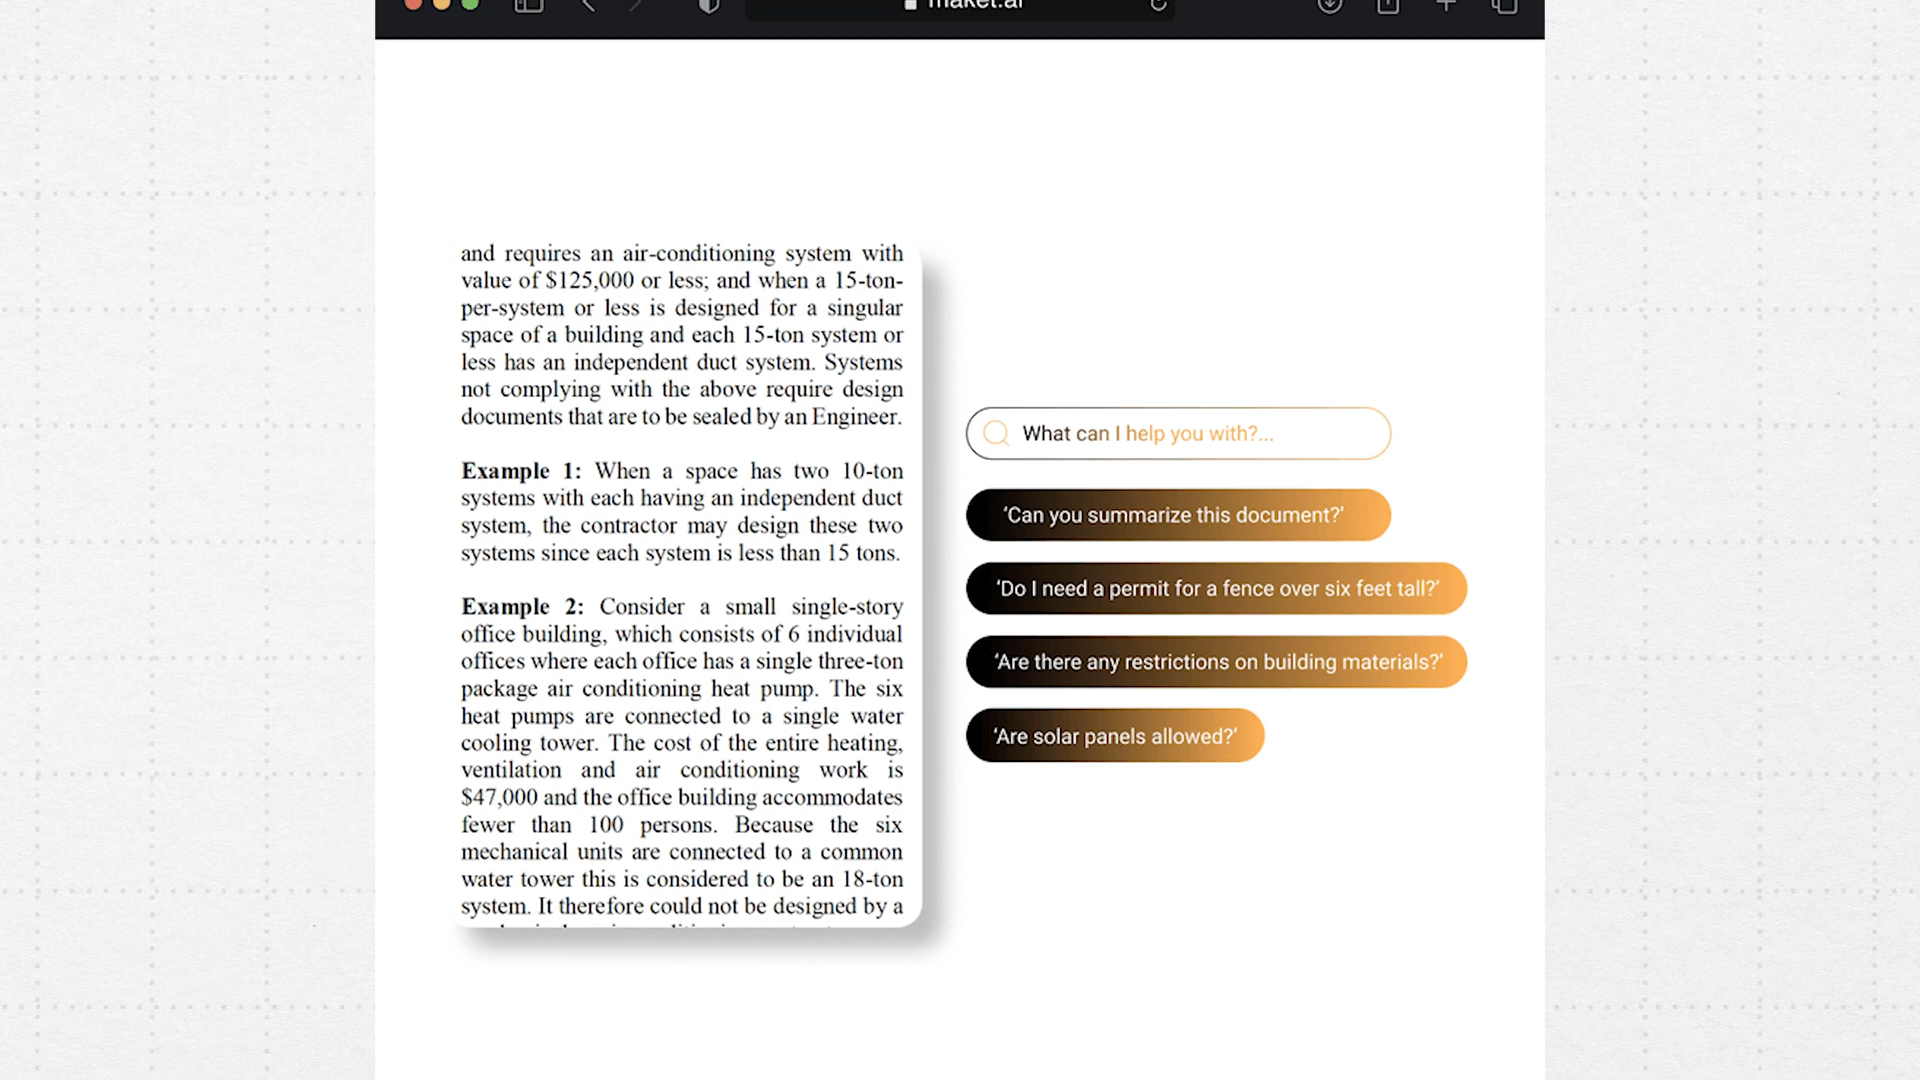 maket.ai
and requires an air-conditioning system with
value of $125,000 or less; and when a 15-ton-
per-system or less is designed for a singular
space of a building and each 15-ton system or
less has an independent duct system. Systems
not complying with the above require design
documents that are to be sealed by an Engineer.
Example 1: When a space has two 10-ton
systems with each having an independent duct
system, the contractor may design these two
systems since each system is less than 15 tons.
Example 2: Consider a small single-story
office building, which consists of 6 individual
offices where each office has a single three-ton
package air conditioning heat pump. The six
heat pumps are connected to a single water
cooling tower. The cost of the entire heating,
ventilation and air conditioning work is
$47,000 and the office building accommodates
fewer than 100 persons. Because the six
mechanical units are connected to a common
water tower this is considered to be an 18-ton
system. It therefore could not be designed by a
What can I help you with?...
‘Can you summarize this document?’
‘Do I need a permit for a fence over six feet tall?’
‘Are there any restrictions on building materials?’
‘Are solar panels allowed?’